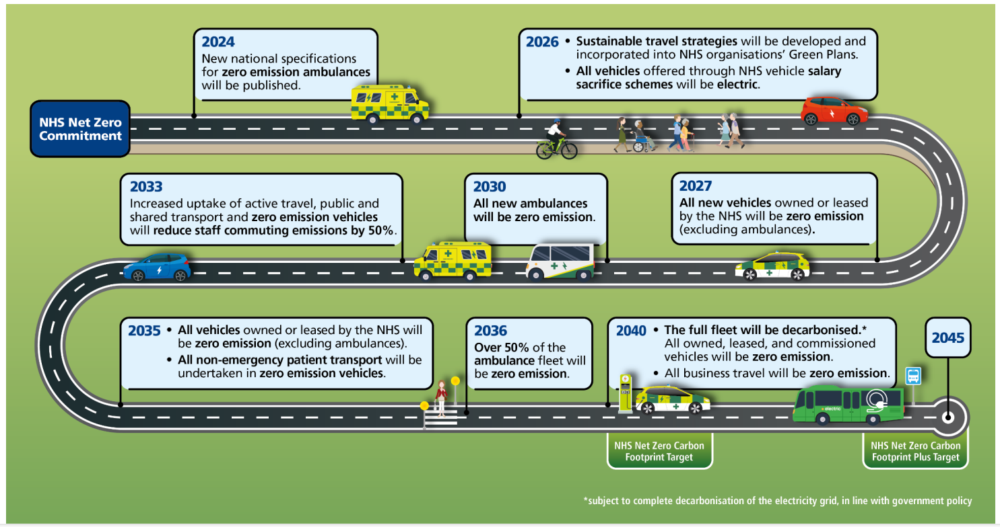 NHS Net Zero
Commitment
2024
New national specifications
for zero emission ambulances
will be published.
2026 • Sustainable travel strategies will be developed and
incorporated into NHS organisations’ Green Plans.
• All vehicles offered through NHS vehicle salary
sacrifice schemes will be electric.
2027
All new vehicles owned or leased
by the NHS will be zero emission
(excluding ambulances).
2030
All new ambulances
will be zero emission.
2033
Increased uptake of active travel, public and
shared transport and zero emission vehicles
will reduce staff commuting emissions by 50%.
2035 • All vehicles owned or leased by the NHS will
be zero emission (excluding ambulances).
• All non-emergency patient transport will be
undertaken in zero emission vehicles.
2036
Over 50% of the
ambulance fleet will
be zero emission.
2040 • The full fleet will be decarbonised.*
All owned, leased, and commissioned
vehicles will be zero emission.
• All business travel will be zero emission.
2045
electric
NHS Net Zero Carbon
Footprint Target
NHS Net Zero Carbon
Footprint Plus Target
*subject to complete decarbonisation of the electricity grid, in line with government policy